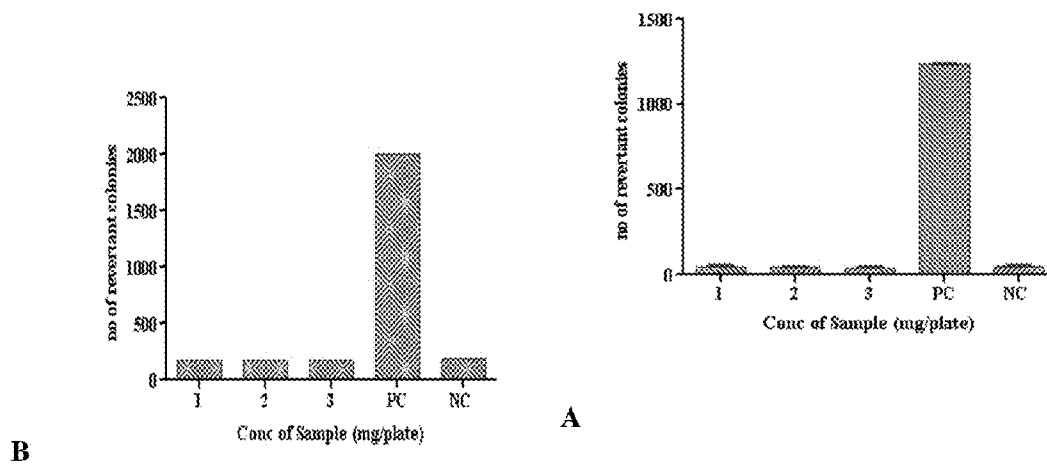 no of revertant colonies
2500
2000
1500
1000
500
0
1 2 3 PC NC
Conc of Sample (mg/plate)
B
no of revertant colonies
1500
1000
500
0
1 2 3 PC NC
Conc of Sample (mg/plate)
A